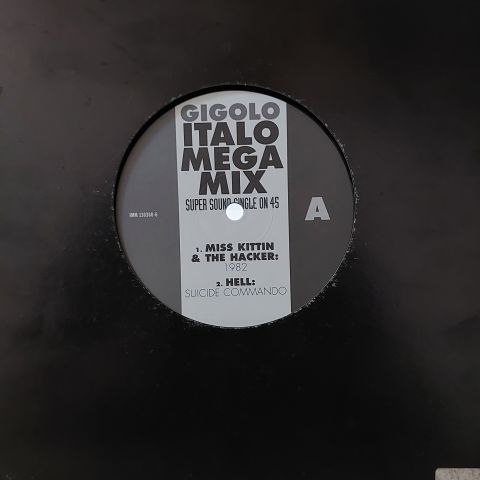 GIGOLO
ITALO
MEGA
MIX
SUPER SOUND SINGLE ON 45
A
1. MISS KITTIN
& THE HACKER:
1982
2. HELL:
SUICIDE COMMANDO